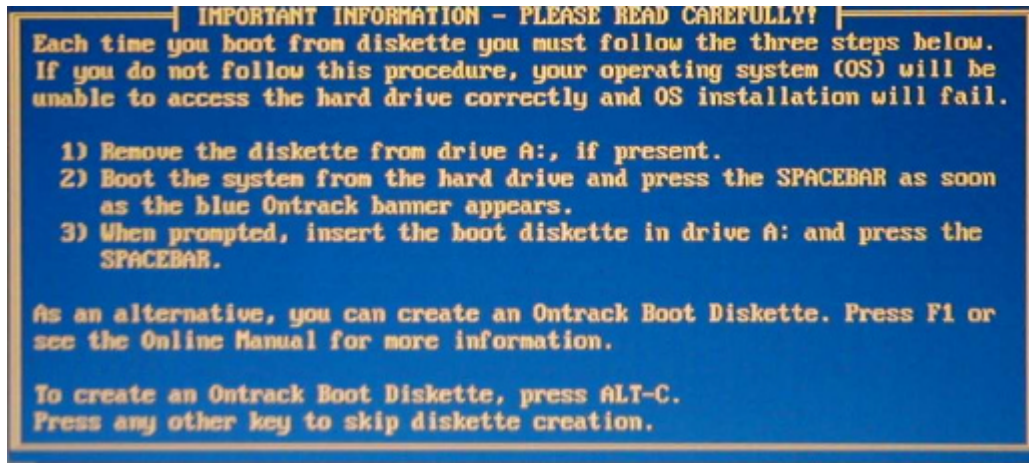 IMPORTANT INFORMATION - PLEASE READ CAREFULLY!
Each time you boot from diskette you must follow the three steps below.
If you do not follow this procedure, your operating system (OS) will be
unable to access the hard drive correctly and OS installation will fail.
1) Remove the diskette from drive A:, if present.
2) Boot the system from the hard drive and press the SPACEBAR as soon
as the blue Ontrack banner appears.
3) When prompted, insert the boot diskette in drive A: and press the
SPACEBAR.
As an alternative, you can create an Ontrack Boot Diskette. Press F1 or
see the Online Manual for more information.
To create an Ontrack Boot Diskette, press ALT-C.
Press any other key to skip diskette creation.